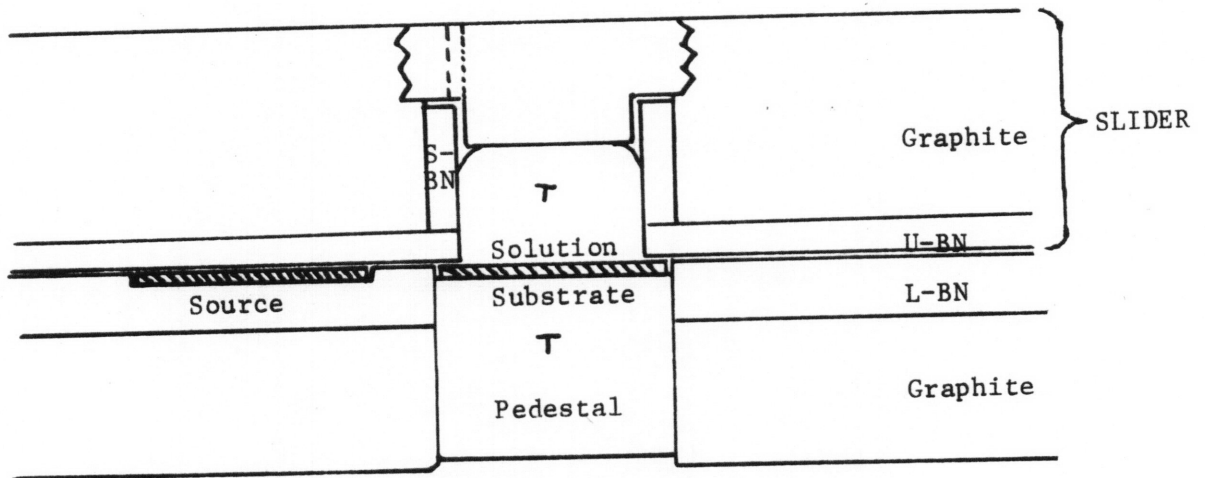 SLIDER
Graphite
S-
BN
T
Solution
U-BN
Source
Substrate
L-BN
T
Graphite
Pedestal